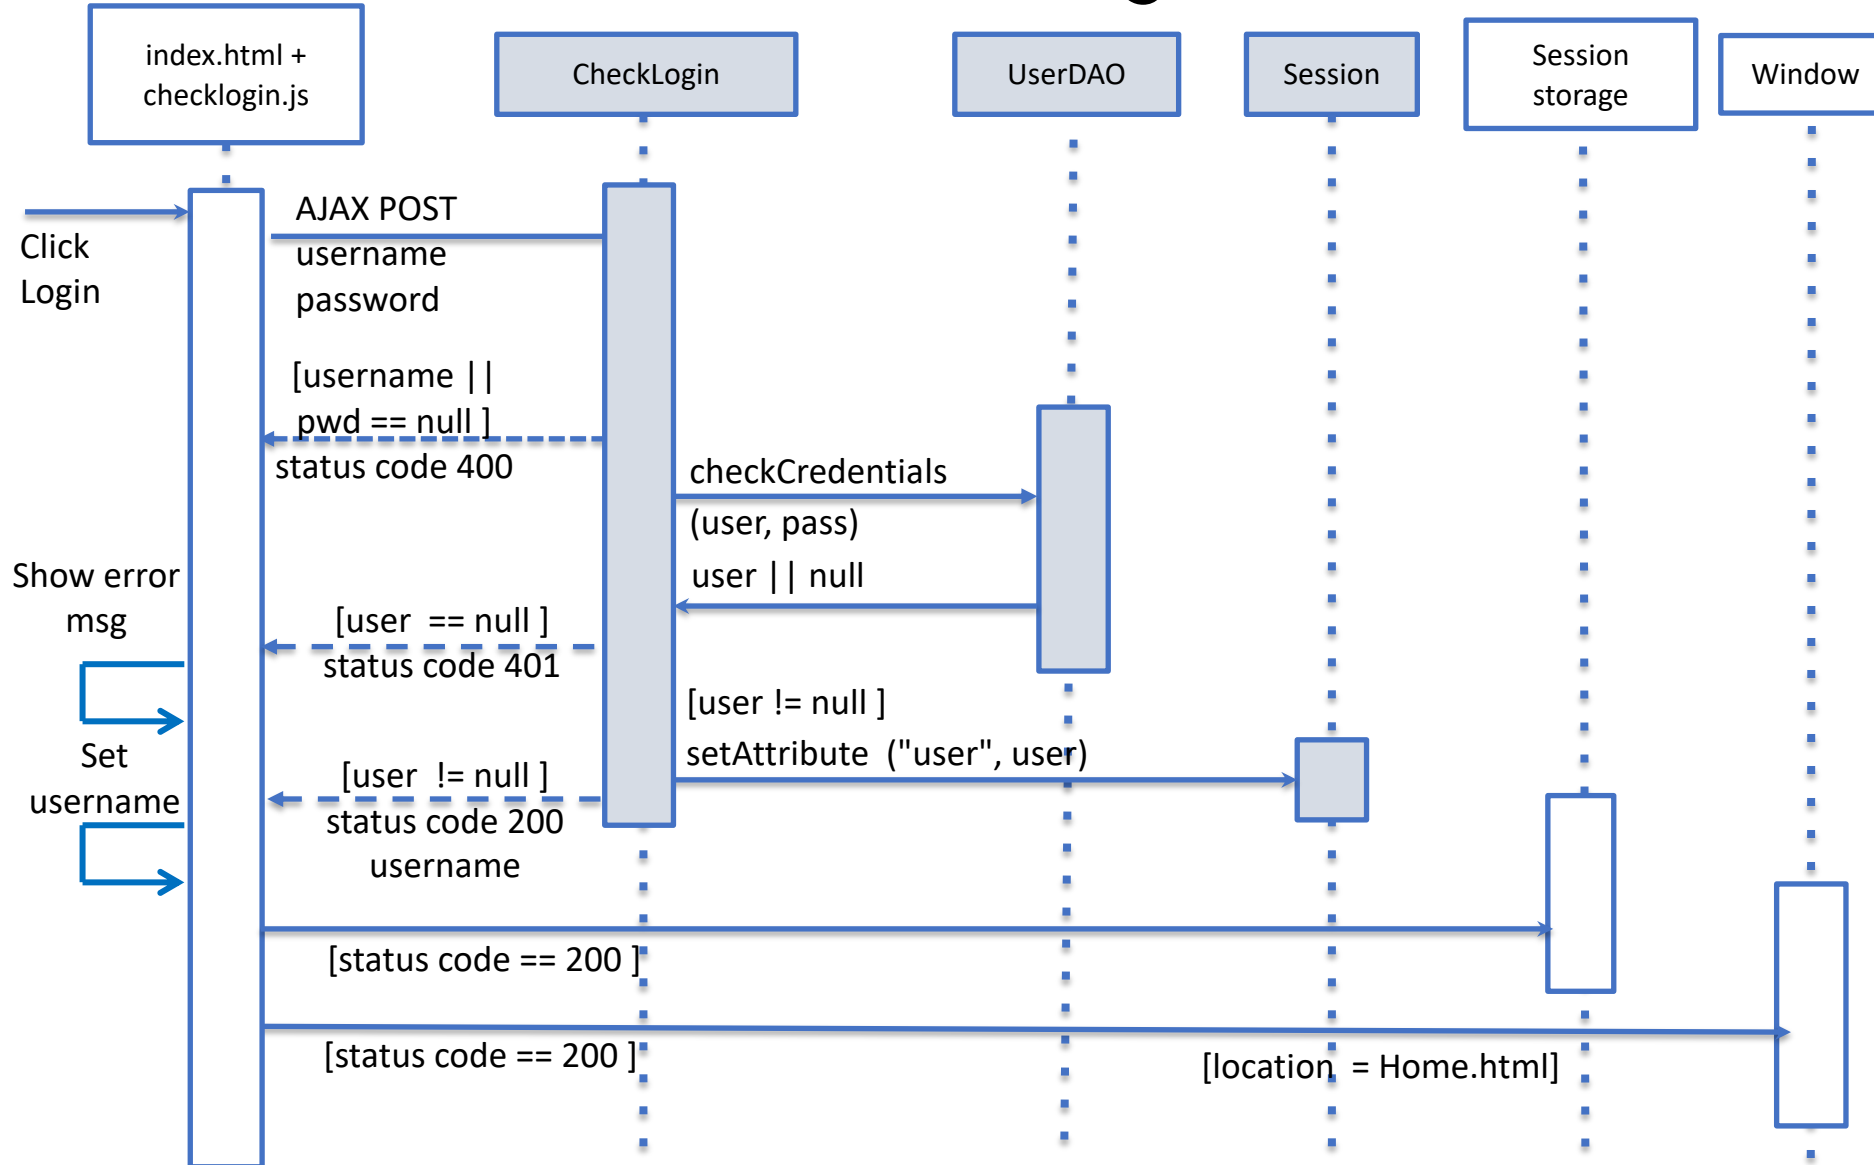 index.html +
checklogin.js
CheckLogin
UserDAO
Session
Session
storage
Window
Click
Login
AJAX POST
username
password
[username ||
pwd == null ]
status code 400
checkCredentials
(user, pass)
user || null
Show error
msg
[user == null ]
status code 401
[user != null ]
setAttribute ("user", user)
Set
username
[user != null ]
status code 200
username
[status code == 200 ]
[status code == 200 ]
[location = Home.html]